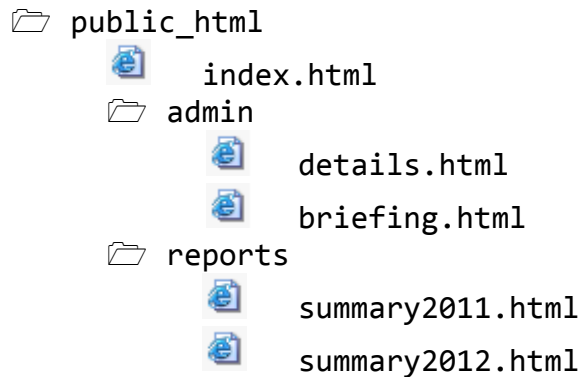 public_html
index.html
admin
details.html
briefing.html
reports
summary2011.html
summary2012.html